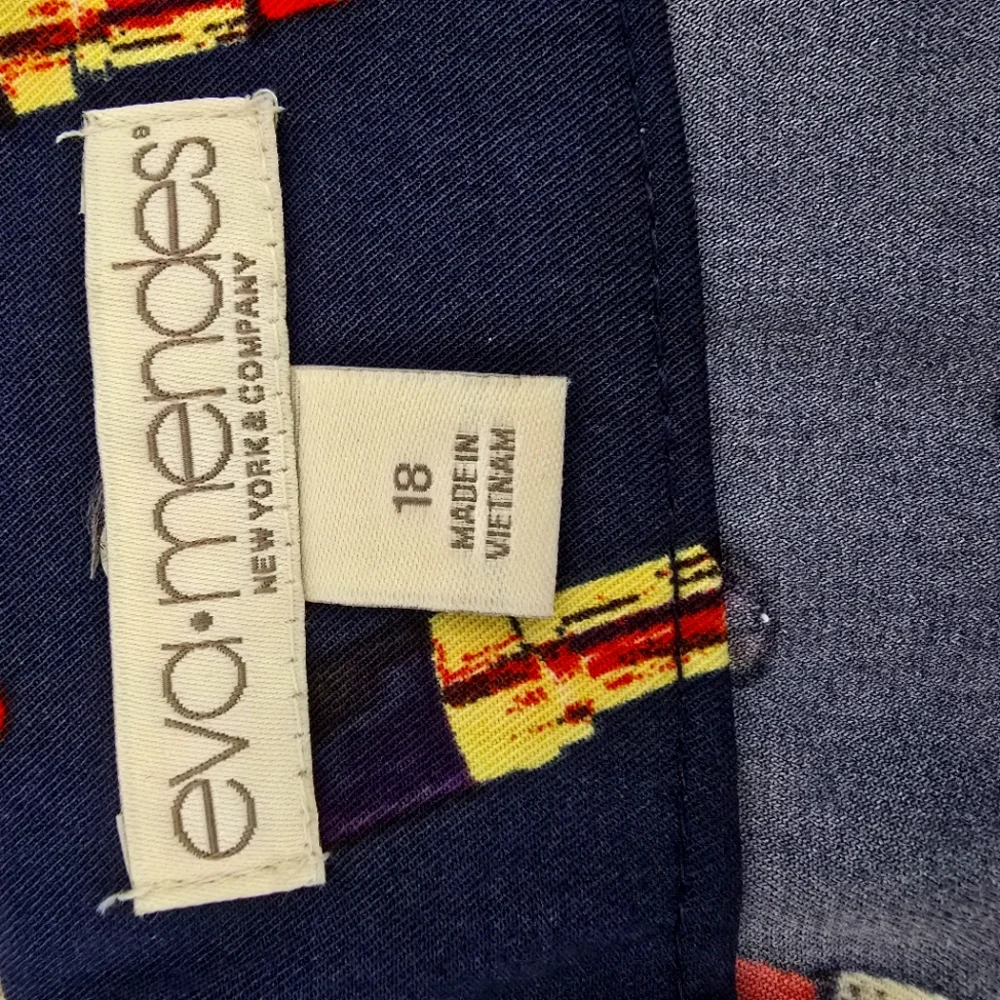 eva•mendes®
NEW YORK & COMPANY
18
MADE IN
VIETNAM